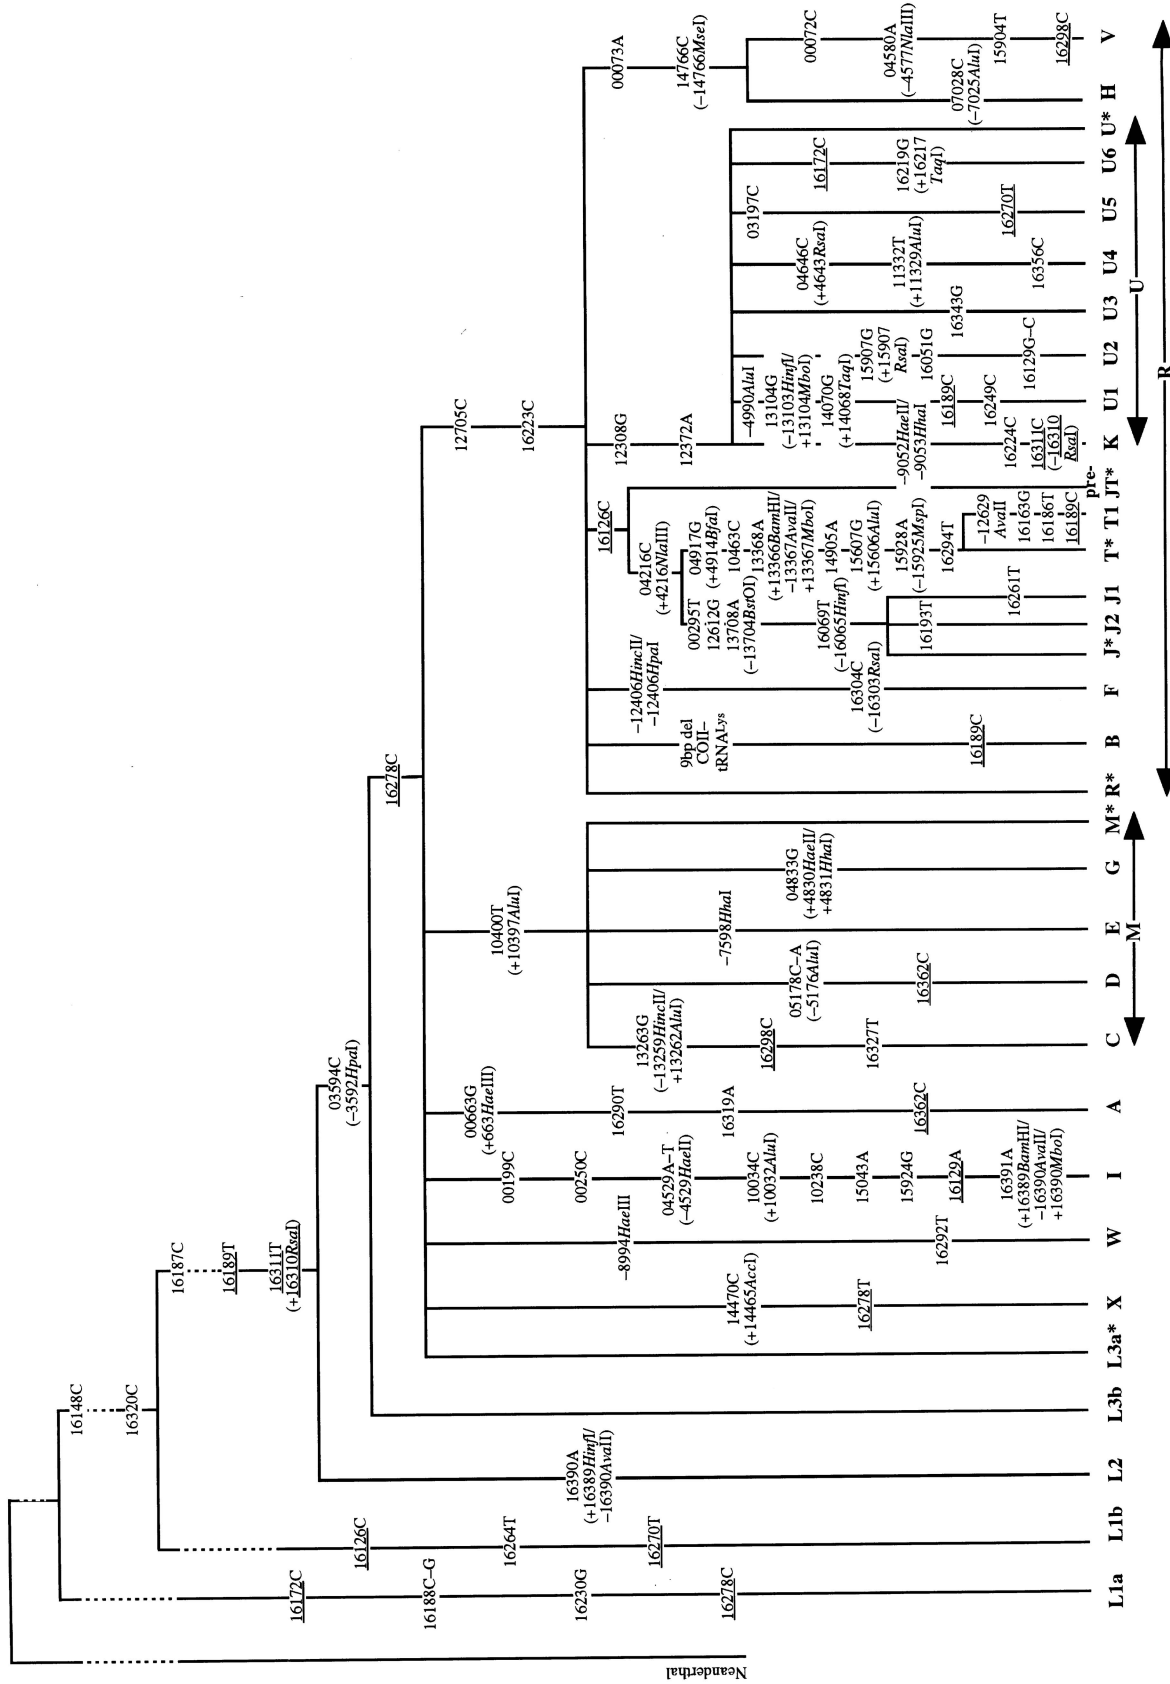 Neanderthal
16172C
16188C–G
16230G
16278C
L1a
16148C
16320C
16126C
16264T
16270T
L1b
16187C
16189T
16311T
(+16310RsaI)
16390A
(+16389HinfI/
–16390AvaII)
L2
03594C
(–3592HpaI)
L3b
16278C
L3a*
14470C
(+14465AccI)
16278T
X
–8994HaeIII
16292T
W
00199C
00250C
04529A–T
(–4529HaeII)
10034C
(+10032AluI)
10238C
15043A
15924G
16129A
16391A
(+16389BamHI/
–16390AvaII/
+16390MboI)
I
00663G
(+663HaeIII)
16290T
16319A
16362C
A
10400T
(+10397AluI)
13263G
(–13259HincII/
+13262AluI)
16298C
16327T
C
05178C–A
(–5176AluI)
16362C
D
–7598HhaI
E
04833G
(+4830HaeII/
+4831HhaI)
G
M*
M
12705C
16223C
R*
9bp del
COII–
tRNALys
16189C
B
–12406HincII/
–12406HpaI
16304C
(–16303RsaI)
F
16126C
04216C
(+4216NlaIII)
00295T
12612G
13708A
(–13704BstOI)
16069T
(–16065HinfI)
J*
16193T
J2
16261T
J1
04917G
(+4914BfaI)
10463C
13368A
(+13366BamHI/
–13367AvaII/
+13367MboI)
14905A
15607G
(+15606AluI)
15928A
(–15925MspI)
16294T
T*
–12629
AvaII
16163G
16186T
16189C
T1
pre-
JT*
12308G
12372A
–9052HaeII/
–9053HhaI
16224C
16311C
(–16310
RsaI)
K
–4990AluI
13104G
(–13103HinfI/
+13104MboI)
14070G
(+14068TaqI)
16189C
16249C
U1
15907G
(+15907
RsaI)
16051G
16129G–C
U2
16343G
U3
04646C
(+4643RsaI)
11332T
(+11329AluI)
16356C
U4
03197C
16270T
U5
16172C
16219G
(+16217
TaqI)
U6
U*
U
00073A
14766C
(–14766MseI)
07028C
(–7025AluI)
H
00072C
04580A
(–4577NlaIII)
15904T
16298C
V
R